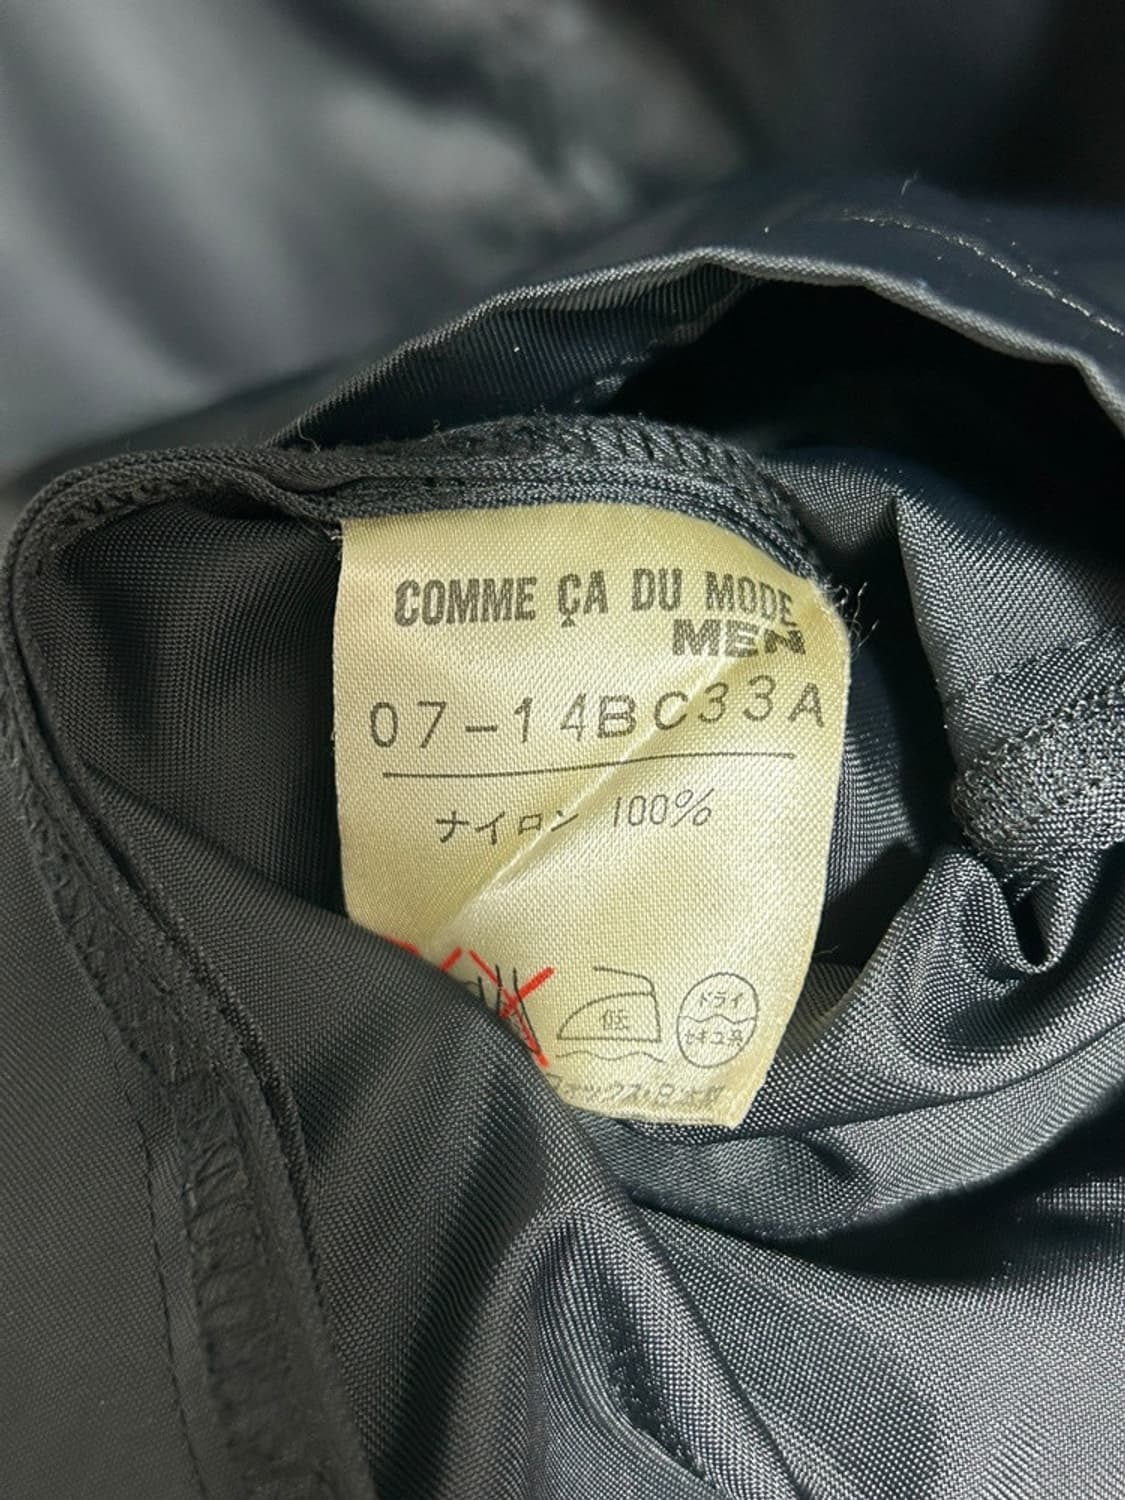 COMME ÇA DU MODE
MEN
07-14BC33A
ナイロン 100%
低
ドライ
セキユ系